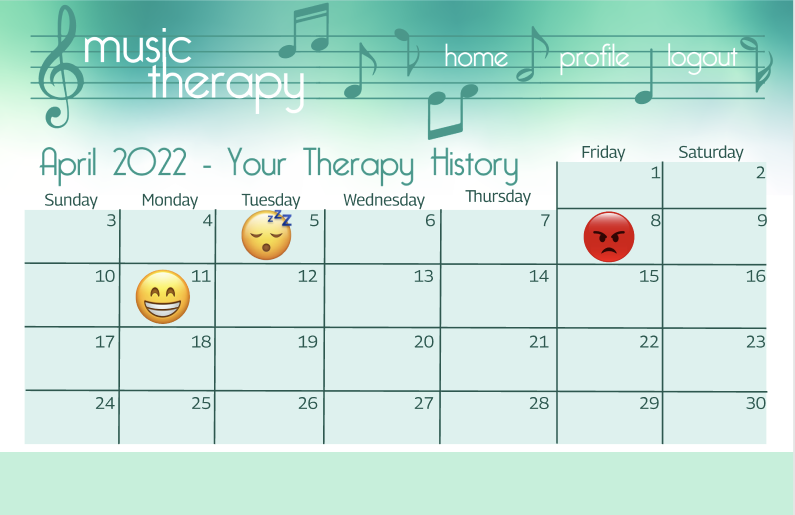 music
therapy
home profile logout
April 2022 - Your Therapy History
Sunday Monday Tuesday Wednesday Thursday Friday Saturday
1 2
3 4 zzz 5 6 7 8 9
10 11 12 13 14 15 16
17 18 19 20 21 22 23
24 25 26 27 28 29 30